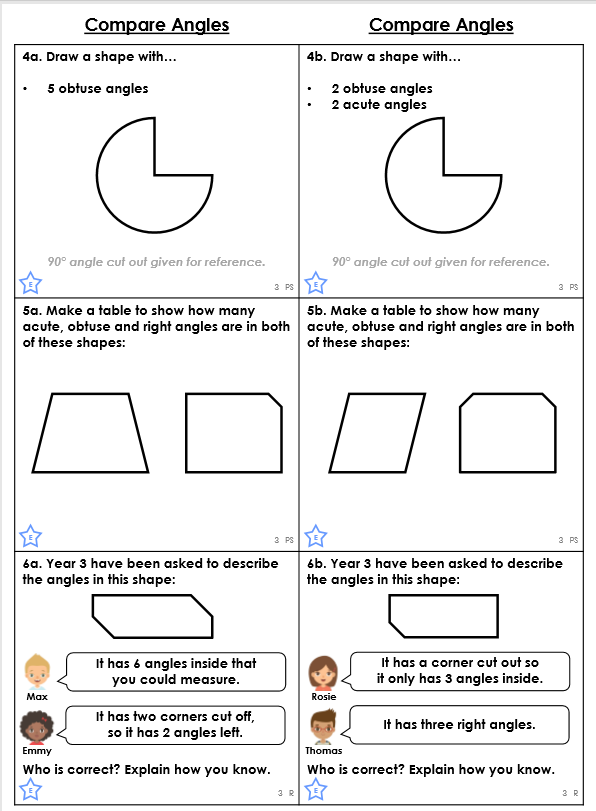 Compare Angles
Compare Angles
4a. Draw a shape with…
• 5 obtuse angles
90° angle cut out given for reference.
E
3 PS
4b. Draw a shape with…
• 2 obtuse angles
• 2 acute angles
90° angle cut out given for reference.
E
3 PS
5a. Make a table to show how many
acute, obtuse and right angles are in both
of these shapes:
E
3 PS
5b. Make a table to show how many
acute, obtuse and right angles are in both
of these shapes:
E
3 PS
6a. Year 3 have been asked to describe
the angles in this shape:
It has 6 angles inside that
you could measure.
Max
It has two corners cut off,
so it has 2 angles left.
Emmy
Who is correct? Explain how you know.
E
3 R
6b. Year 3 have been asked to describe
the angles in this shape:
It has a corner cut out so
it only has 3 angles inside.
Rosie
It has three right angles.
Thomas
Who is correct? Explain how you know.
E
3 R